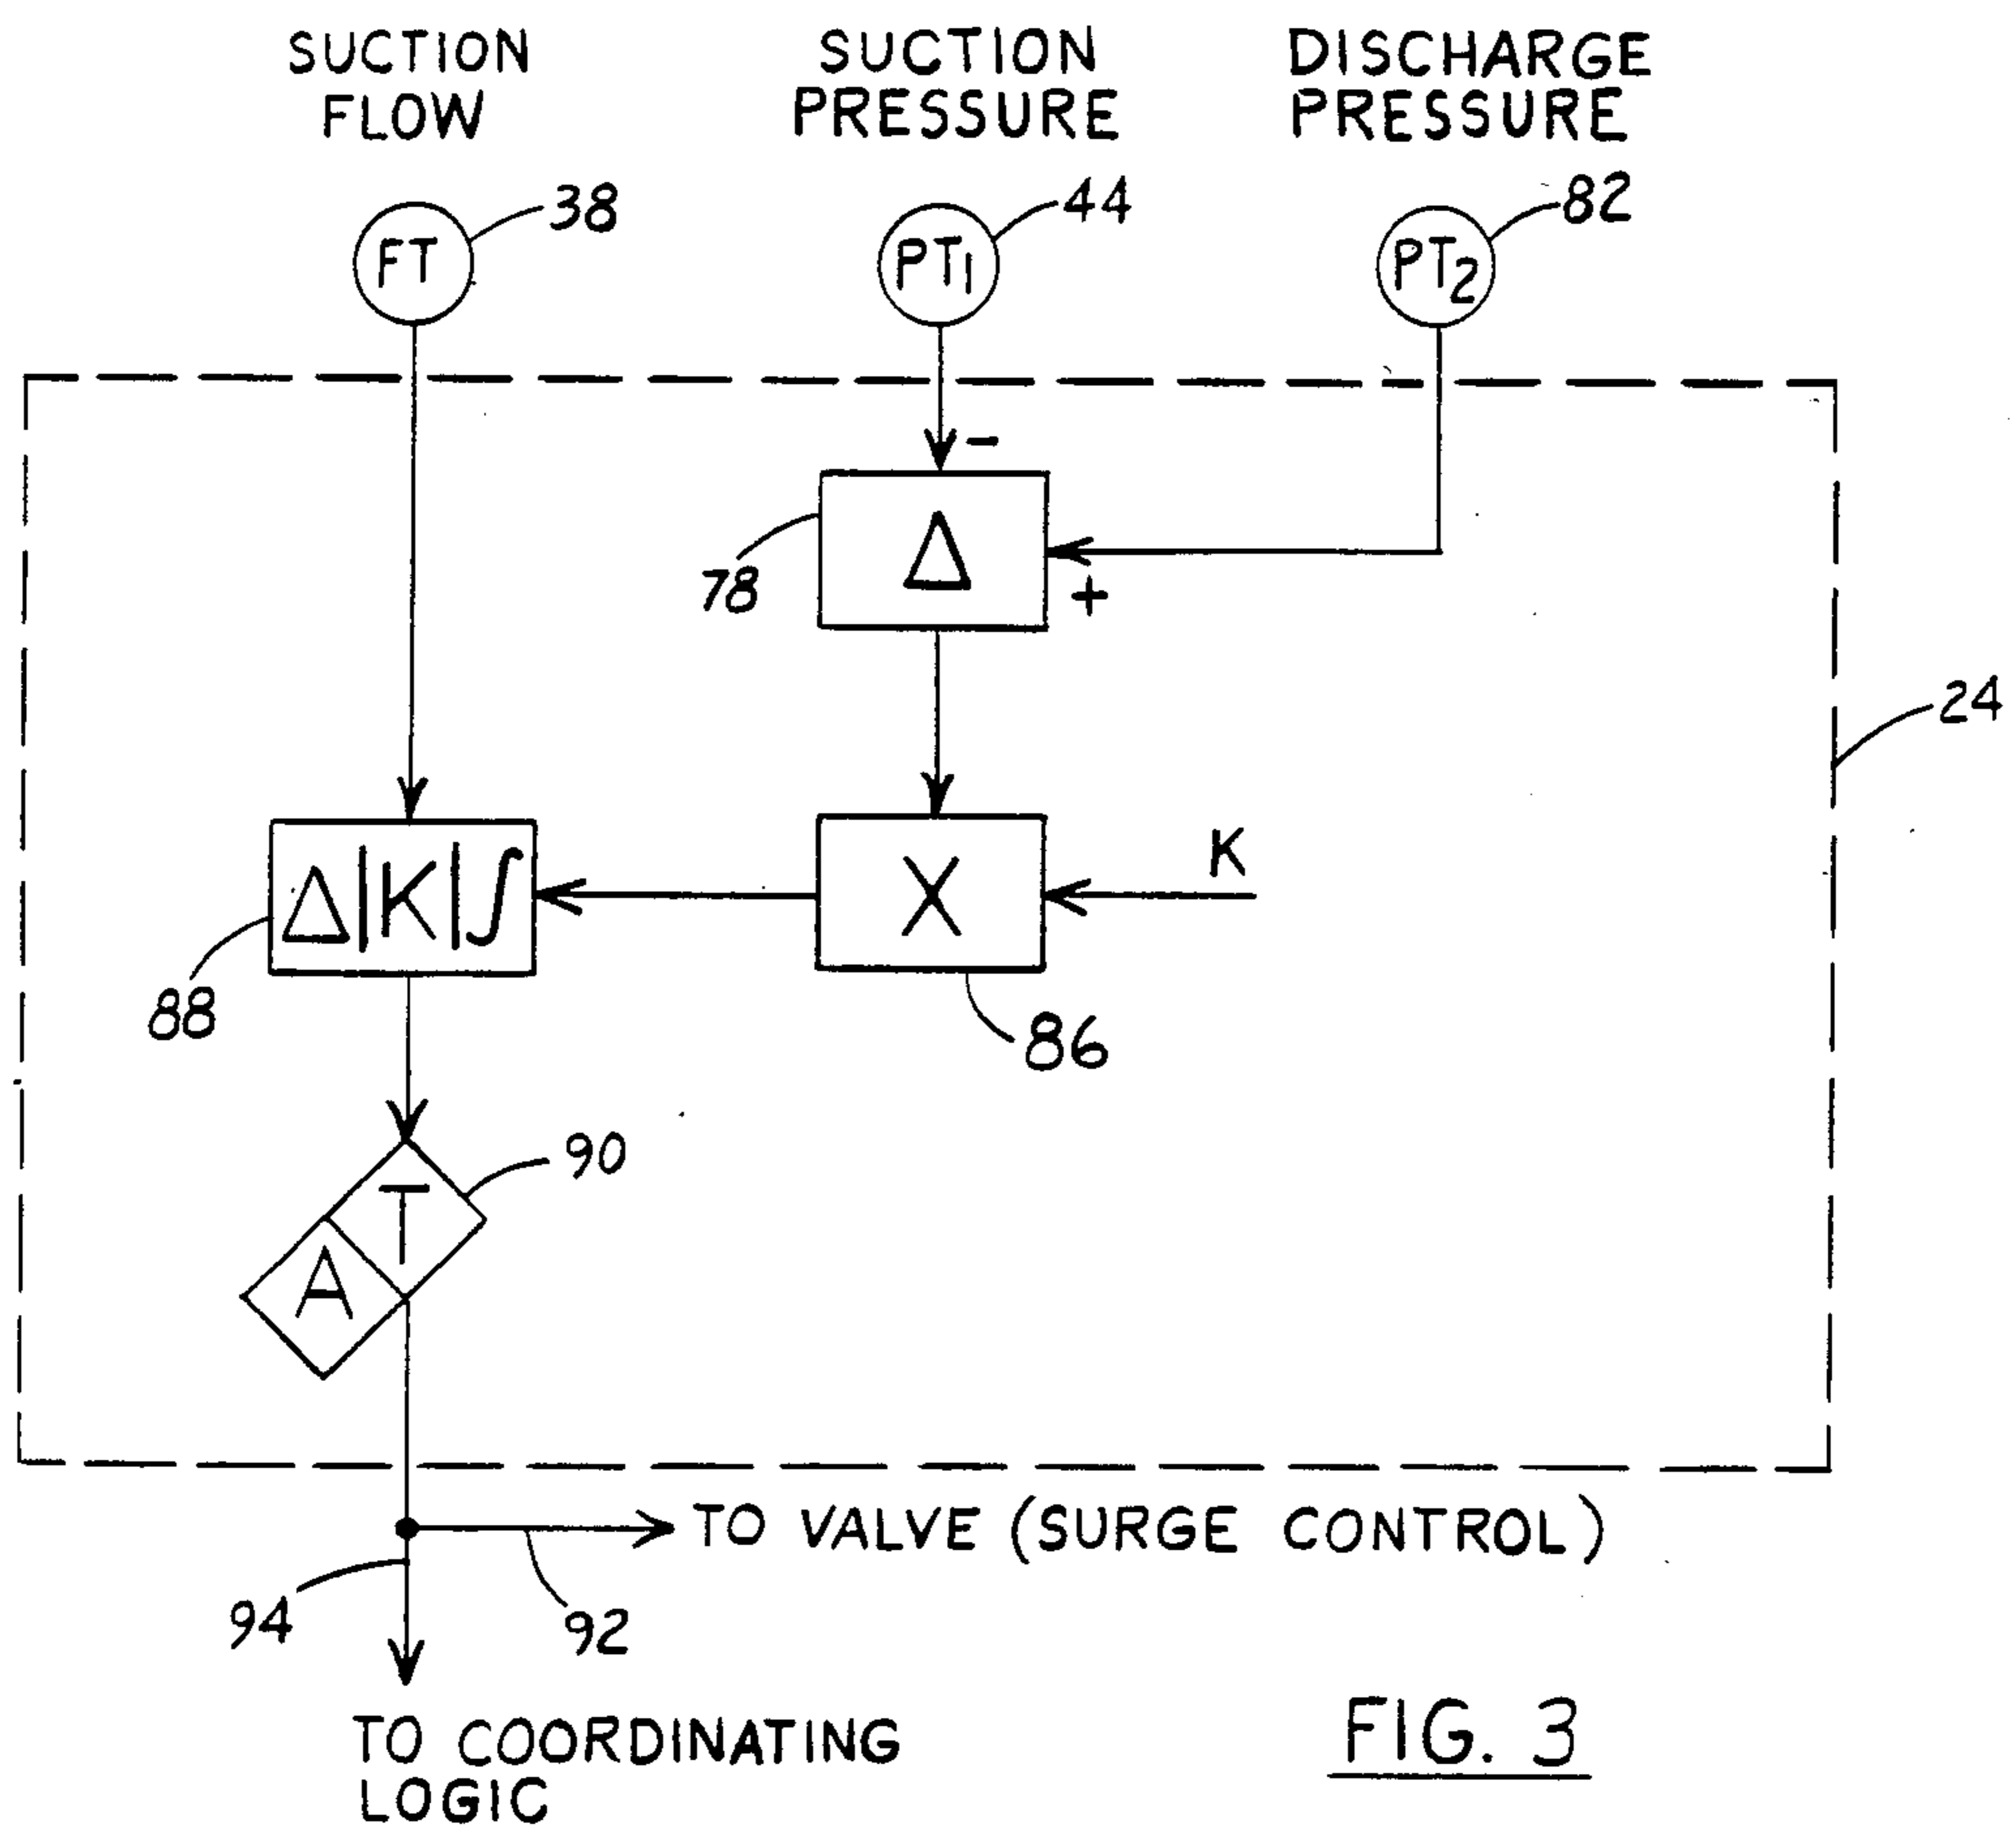 SUCTION
FLOW
SUCTION
PRESSURE
DISCHARGE
PRESSURE
38
44
82
FT
PT1
PT2
-
Δ
78
+
24
K
Δ|K|∫
X
88
86
90
T
A
TO VALVE (SURGE CONTROL)
94
92
TO COORDINATING
LOGIC
FIG. 3